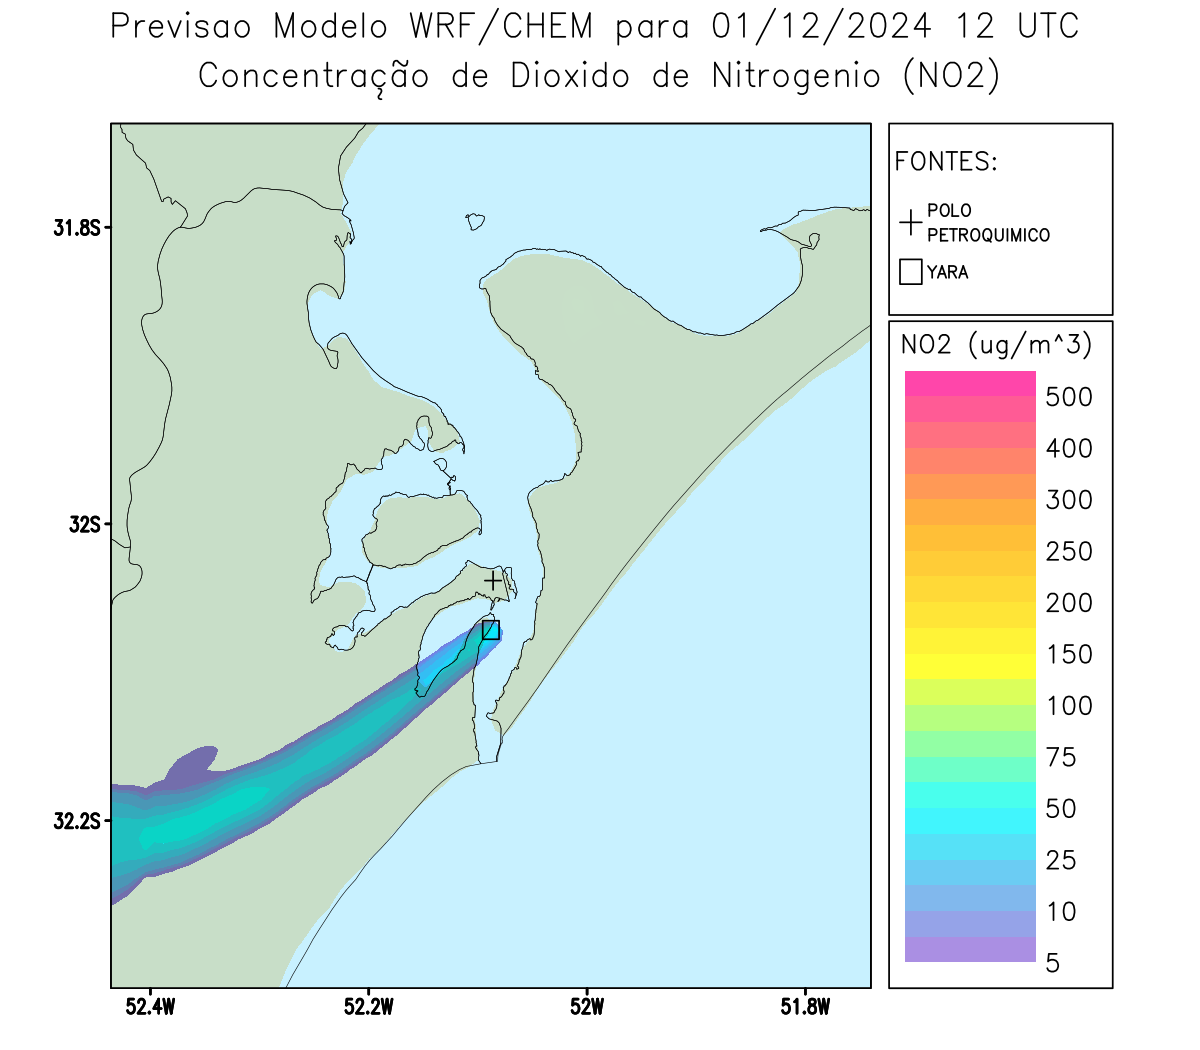 Previsao Modelo WRF/CHEM para 01/12/2024 12 UTC
Concentração de Dioxido de Nitrogenio (NO2)
FONTES:
POLO
PETROQUIMICO
YARA
31.8S
32S
32.2S
52.4W
52.2W
52W
51.8W
NO2 (ug/m^3)
500
400
300
250
200
150
100
75
50
25
10
5